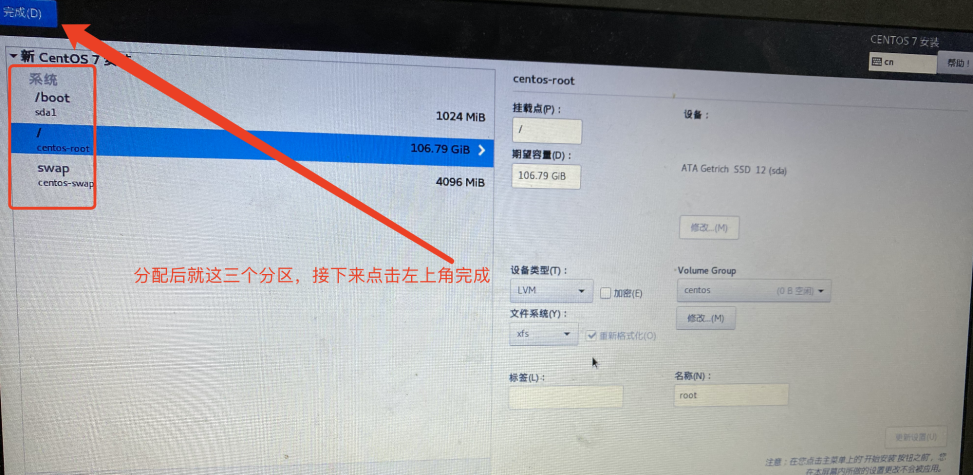 完成(D)
CENTOS 7 安装
cn
帮助!
新 CentOS 7 安装
系统
/boot
sda1
1024 MiB
/
centos-root
106.79 GiB
swap
centos-swap
4096 MiB
分配后就这三个分区，接下来点击左上角完成
centos-root
挂载点(P)：
/
设备：
期望容量(D)：
106.79 GiB
ATA Getrich SSD 12 (sda)
修改...(M)
设备类型(T)：
Volume Group
LVM
加密(E)
centos
(0 B 空闲)
文件系统(Y)：
修改...(M)
xfs
重新格式化(O)
标签(L)：
名称(N)：
root
更新设置(U)
注意：在您点击主菜单上的'开始安装'按钮之前，您
在本屏幕内所做的设置更改不会被应用。